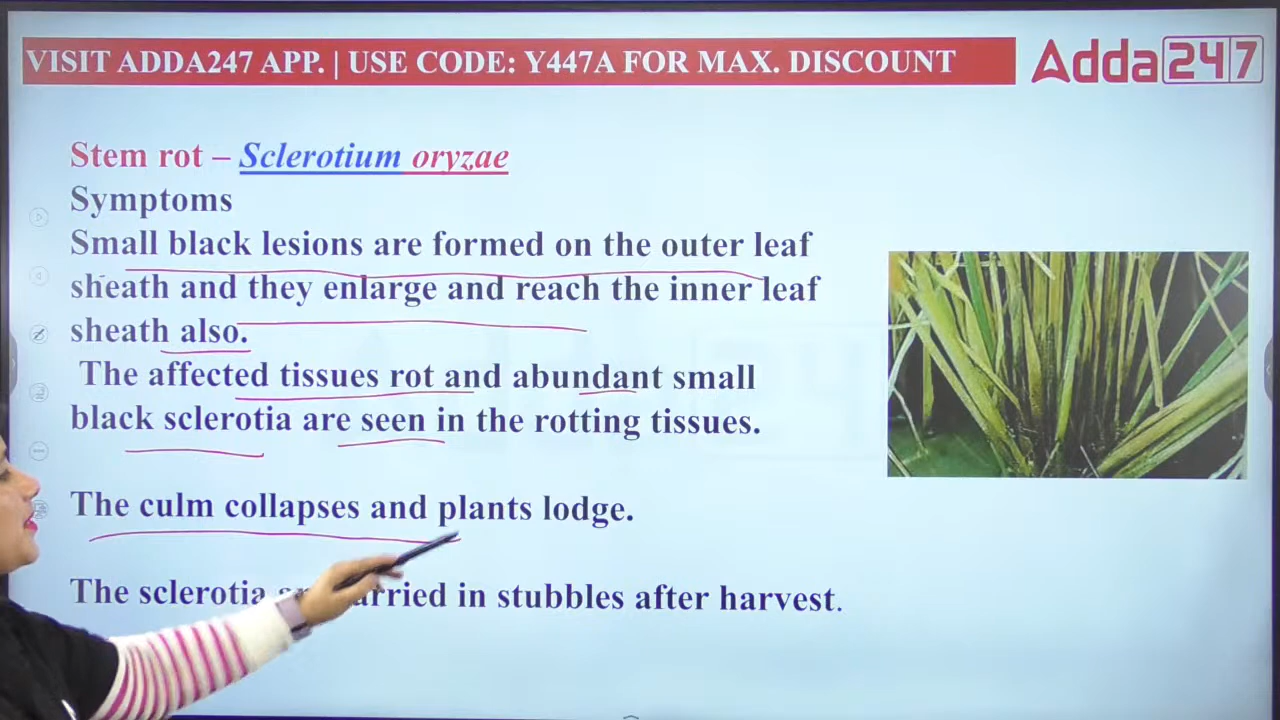 VISIT ADDA247 APP. | USE CODE: Y447A FOR MAX. DISCOUNT
Adda247
Stem rot – Sclerotium oryzae
Symptoms
Small black lesions are formed on the outer leaf
sheath and they enlarge and reach the inner leaf
sheath also.
The affected tissues rot and abundant small
black sclerotia are seen in the rotting tissues.
The culm collapses and plants lodge.
The sclerotia in stubbles after harvest.